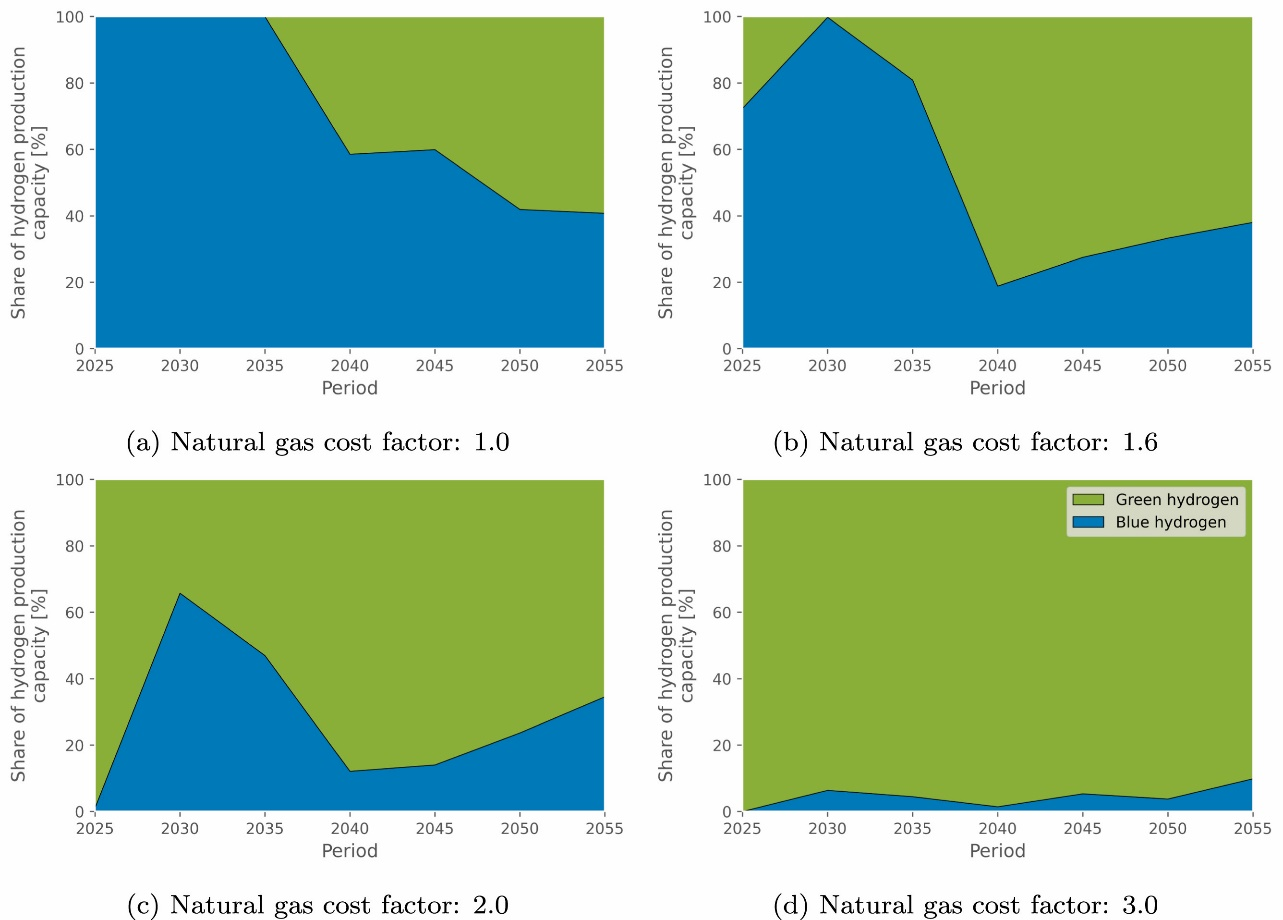 100
80
60
40
20
0
Share of hydrogen production
capacity [%]
2025 2030 2035 2040 2045 2050 2055
Period
(a) Natural gas cost factor: 1.0
100
80
60
40
20
0
Share of hydrogen production
capacity [%]
2025 2030 2035 2040 2045 2050 2055
Period
(b) Natural gas cost factor: 1.6
100
80
60
40
20
0
Share of hydrogen production
capacity [%]
2025 2030 2035 2040 2045 2050 2055
Period
(c) Natural gas cost factor: 2.0
100
80
60
40
20
0
Share of hydrogen production
capacity [%]
Green hydrogen
Blue hydrogen
2025 2030 2035 2040 2045 2050 2055
Period
(d) Natural gas cost factor: 3.0